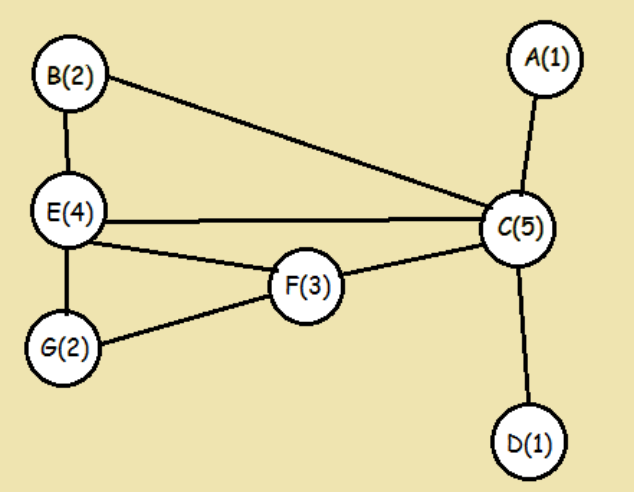 A(1)
B(2)
E(4)
C(5)
F(3)
G(2)
D(1)